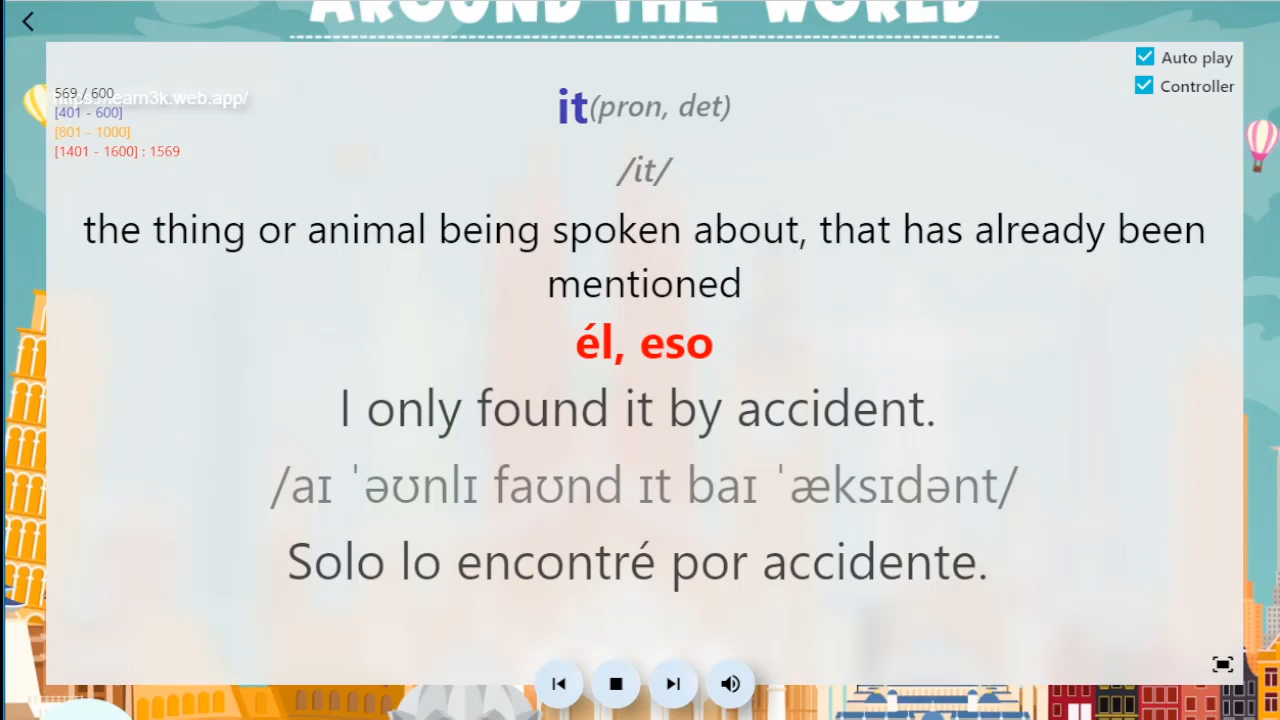 AROUND THE WORLD
Auto play
Controller
569 / 600
https://learn3k.web.app/
[401 - 600]
[801 - 1000]
[1401 - 1600] : 1569
it(pron, det)
/it/
the thing or animal being spoken about, that has already been
mentioned
él, eso
I only found it by accident.
/aɪ ˈəʊnlɪ faʊnd ɪt baɪ ˈæksɪdənt/
Solo lo encontré por accidente.